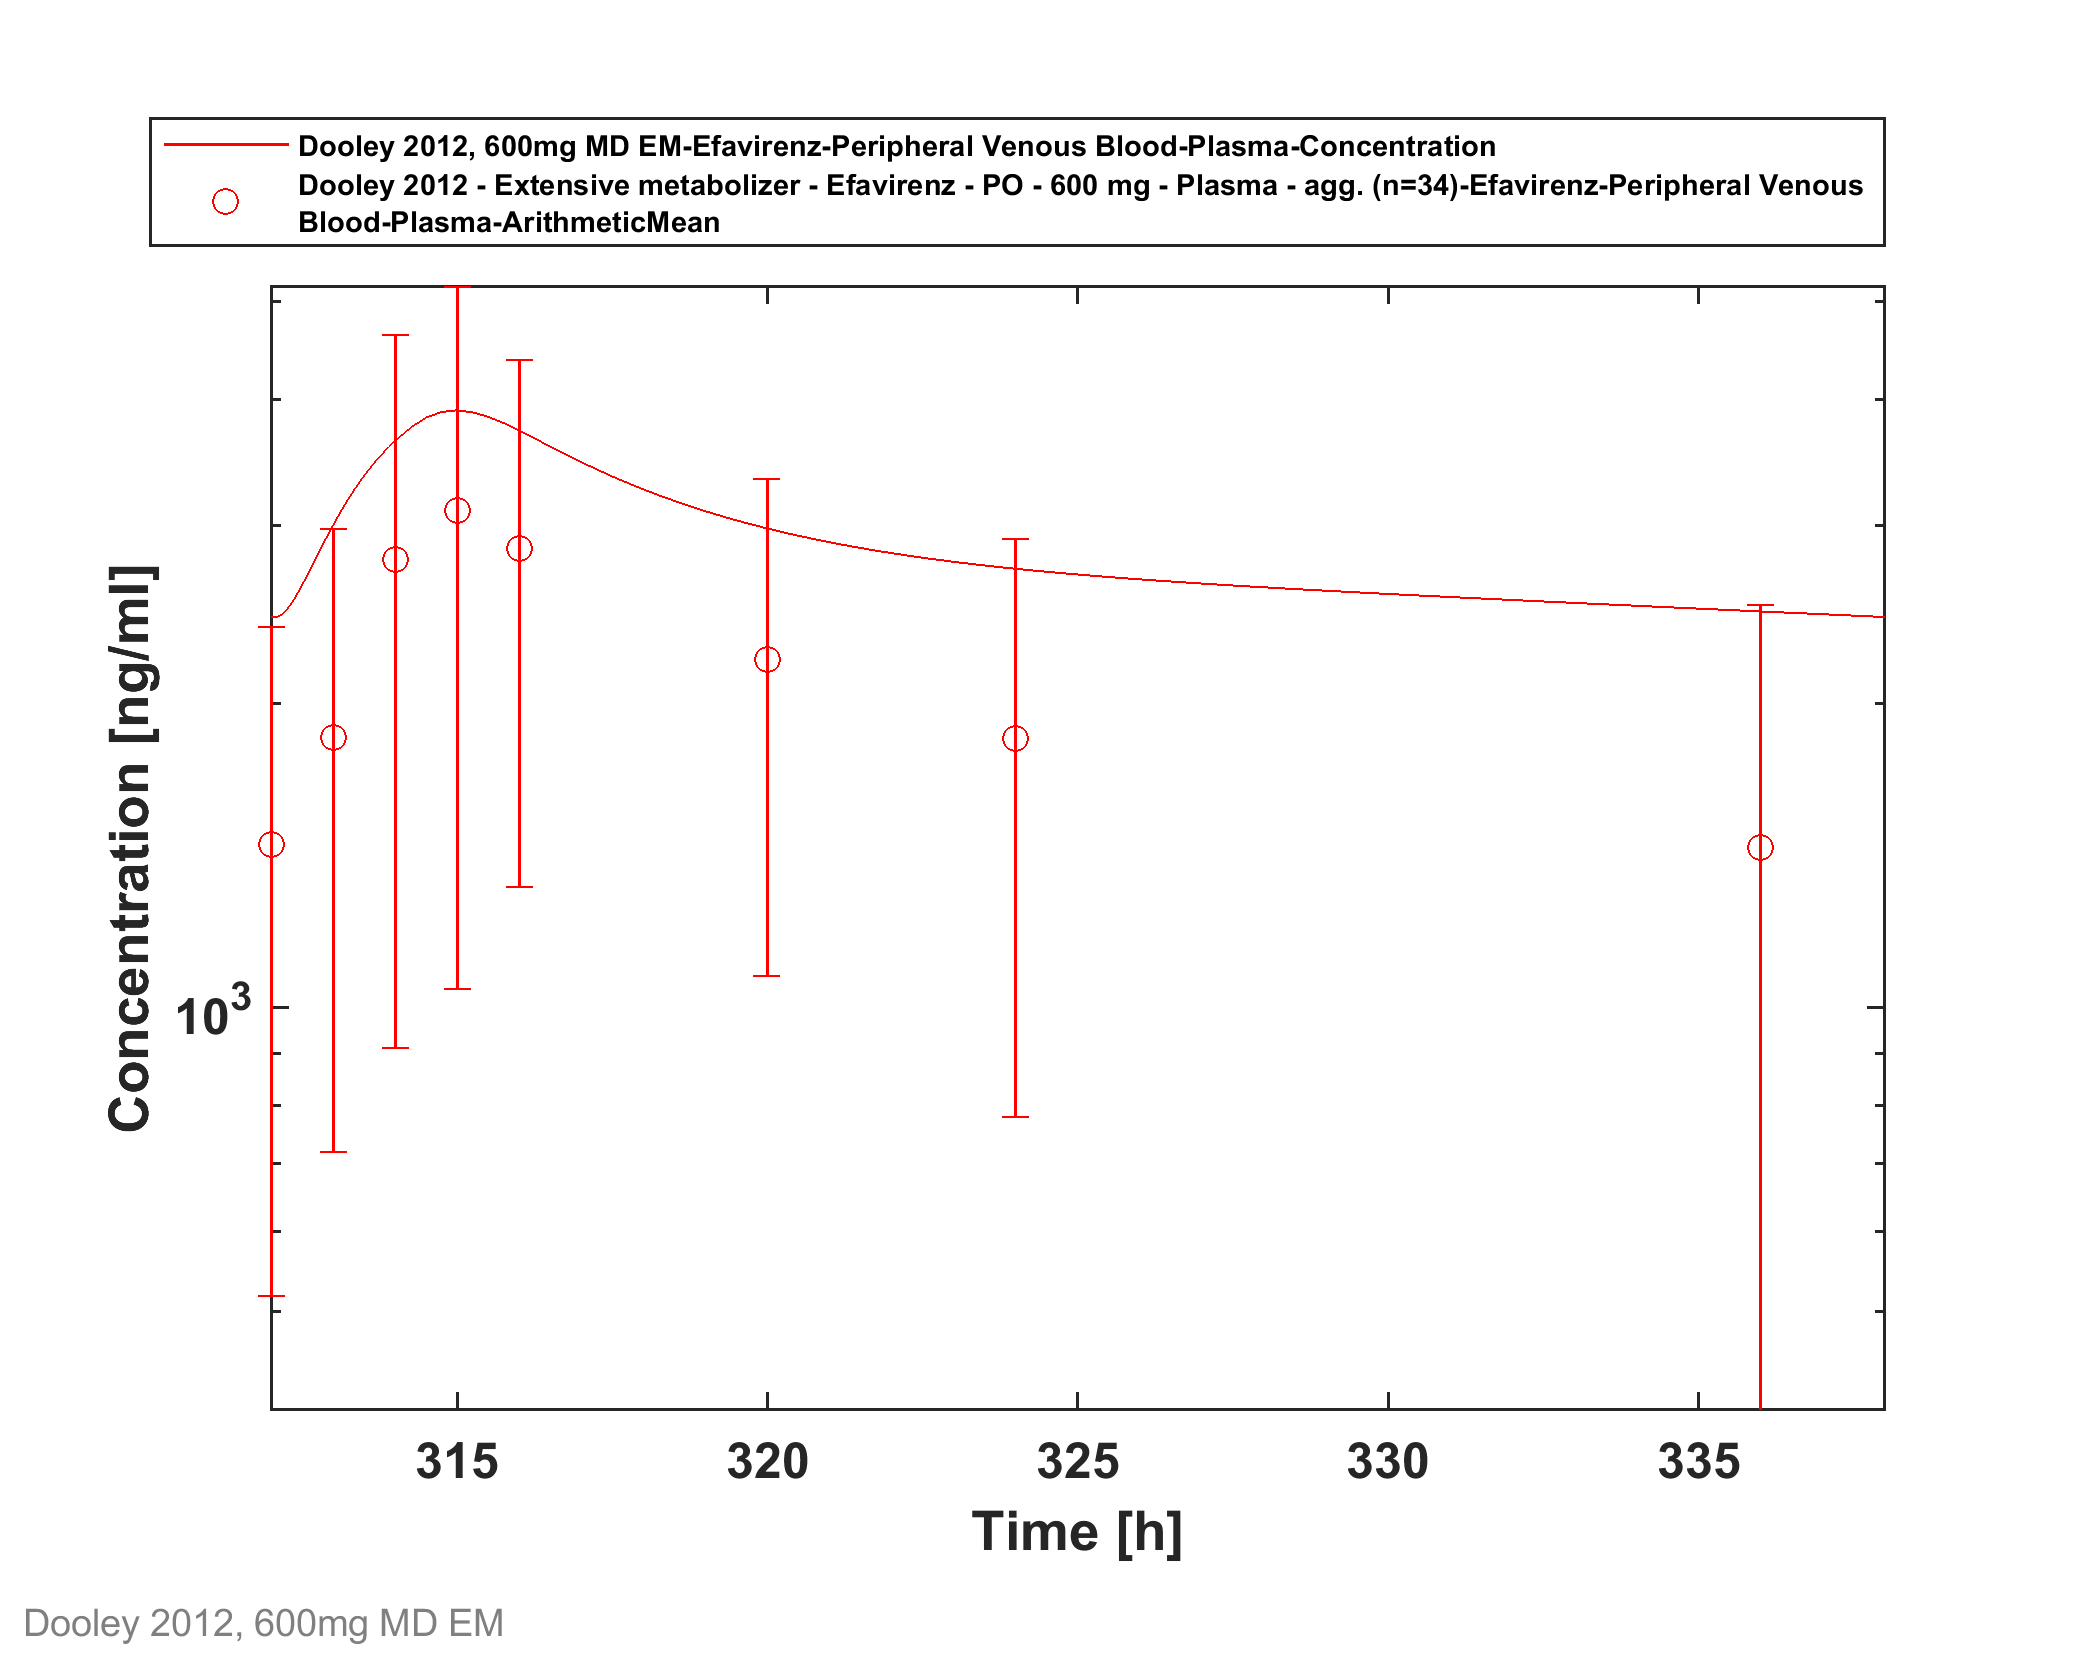 Dooley 2012, 600mg MD EM-Efavirenz-Peripheral Venous Blood-Plasma-Concentration
Dooley 2012 - Extensive metabolizer - Efavirenz - PO - 600 mg - Plasma - agg. (n=34)-Efavirenz-Peripheral Venous
Blood-Plasma-ArithmeticMean
Concentration [ng/ml]
10^3
315 320 325 330 335
Time [h]
Dooley 2012, 600mg MD EM